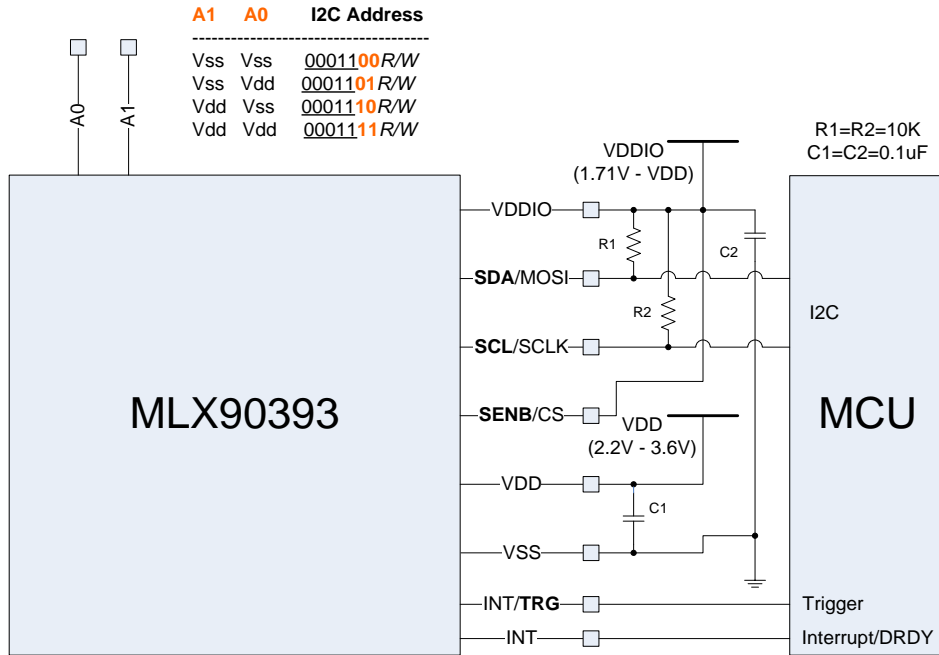 A1 A0 I2C Address
-----------------------------------
Vss Vss 0001100R/W
Vss Vdd 0001101R/W
Vdd Vss 0001110R/W
Vdd Vdd 0001111R/W
A0
A1
R1=R2=10K
C1=C2=0.1uF
VDDIO
(1.71V - VDD)
VDDIO
R1
C2
SDA/MOSI
R2
I2C
SCL/SCLK
MLX90393
MCU
SENB/CS
VDD
(2.2V - 3.6V)
VDD
C1
VSS
INT/TRG
Trigger
INT
Interrupt/DRDY